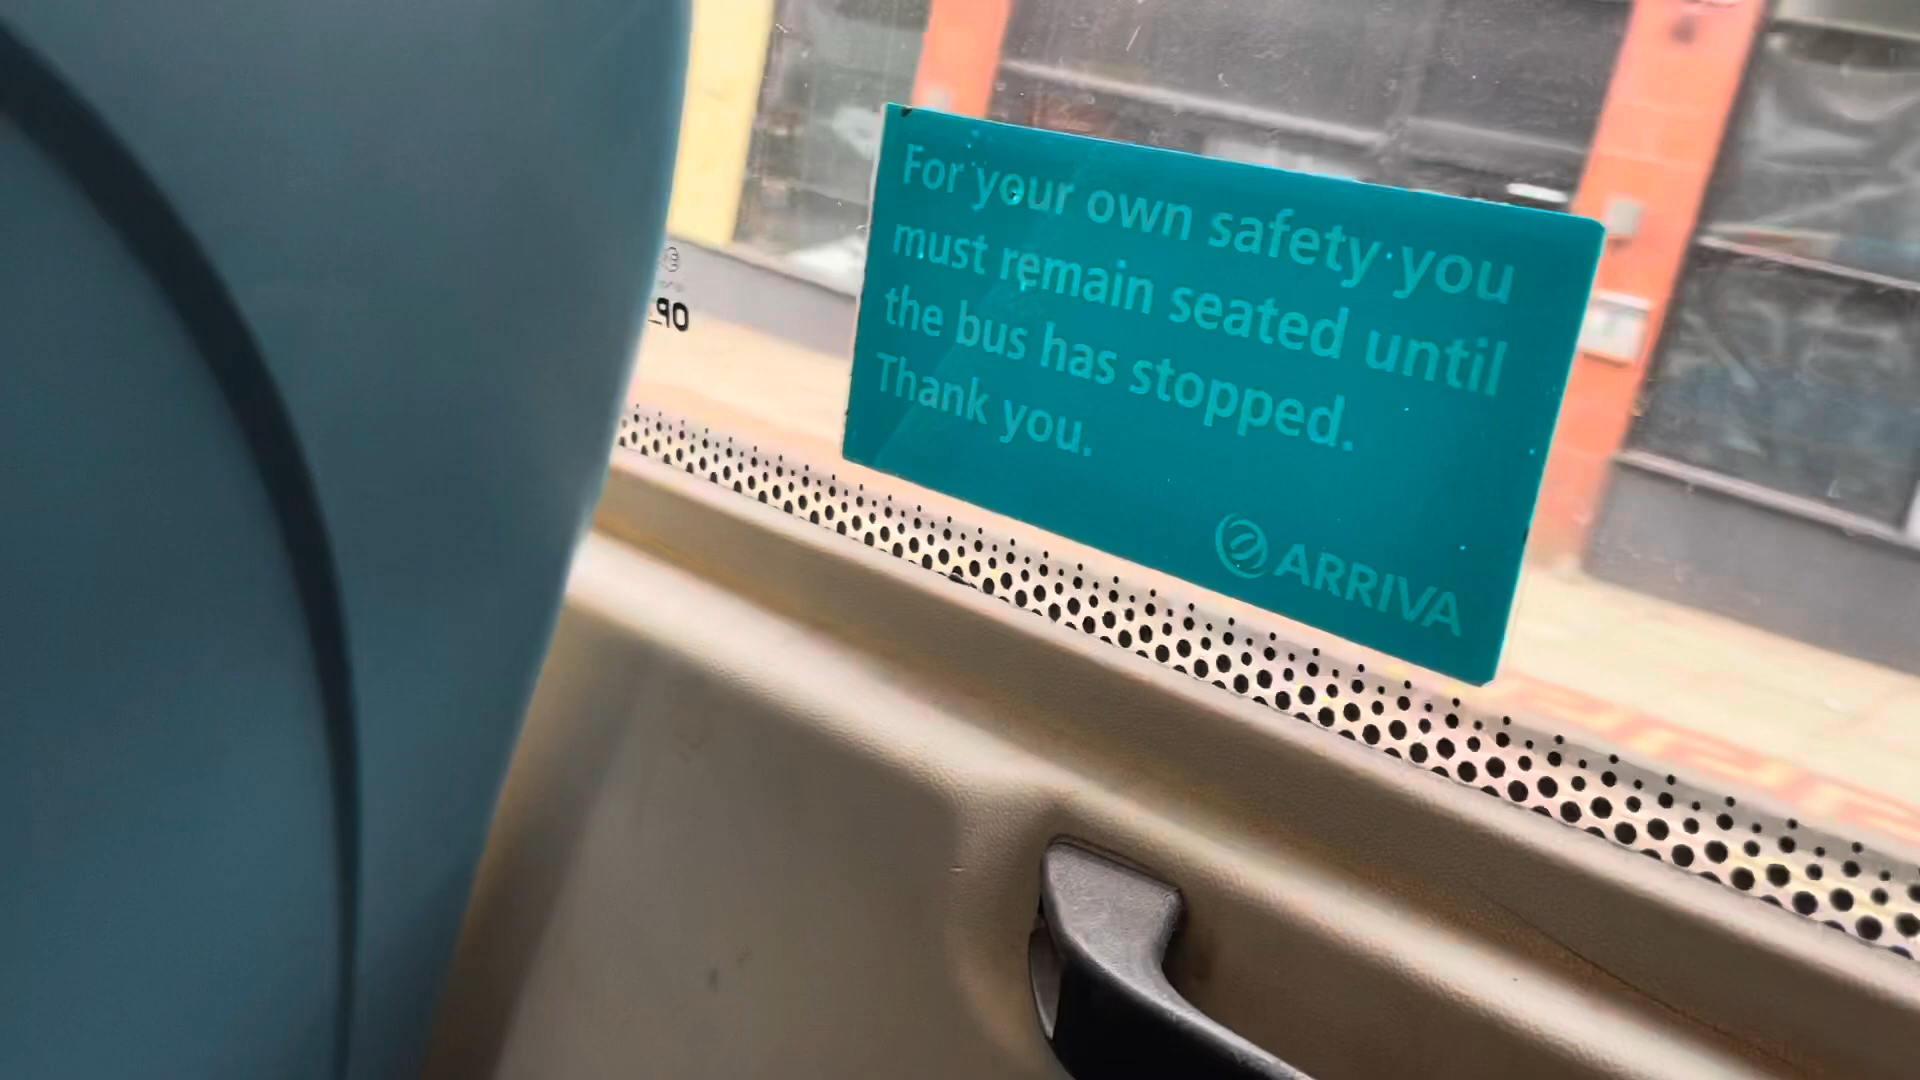 For your own safety you
must remain seated until
the bus has stopped.
Thank you.
ARRIVA